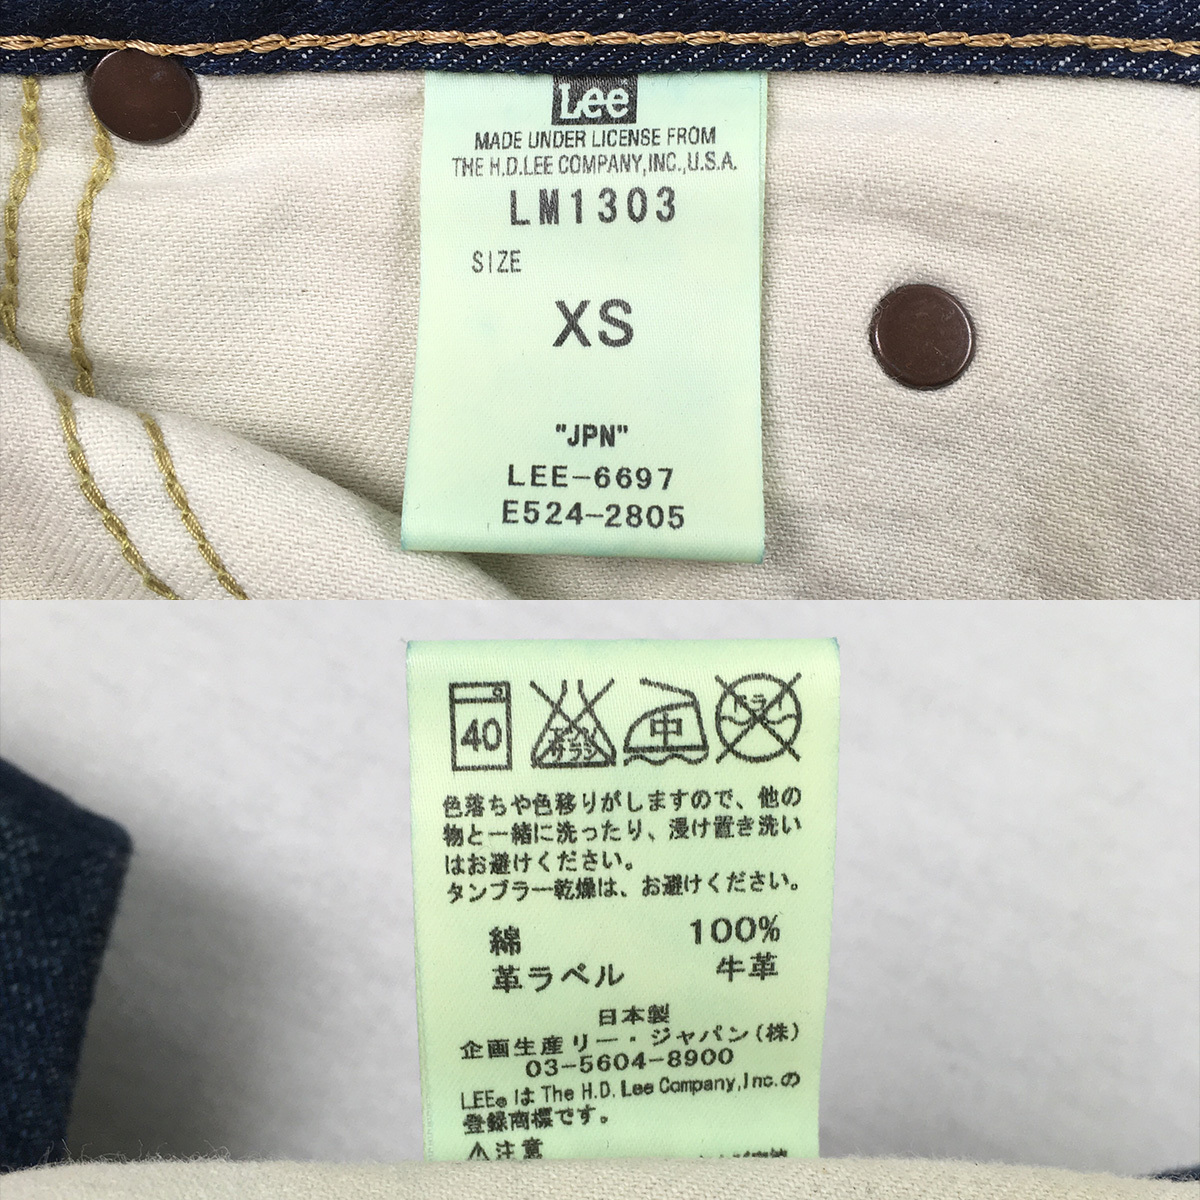 Lee
MADE UNDER LICENSE FROM
THE H.D.LEE COMPANY,INC.,U.S.A.
LM1303
SIZE
XS
"JPN"
LEE-6697
E524-2805
40
エンソ
サラシ
中
ドライ
色落ちや色移りがしますので、他の
物と一緒に洗ったり、浸け置き洗い
はお避けください。
タンブラー乾燥は、お避けください。
綿 100%
革ラベル 牛革
日本製
企画生産リー・ジャパン(株)
03-5604-8900
LEE®はThe H.D. Lee Company,Inc.の
登録商標です。
⚠注意